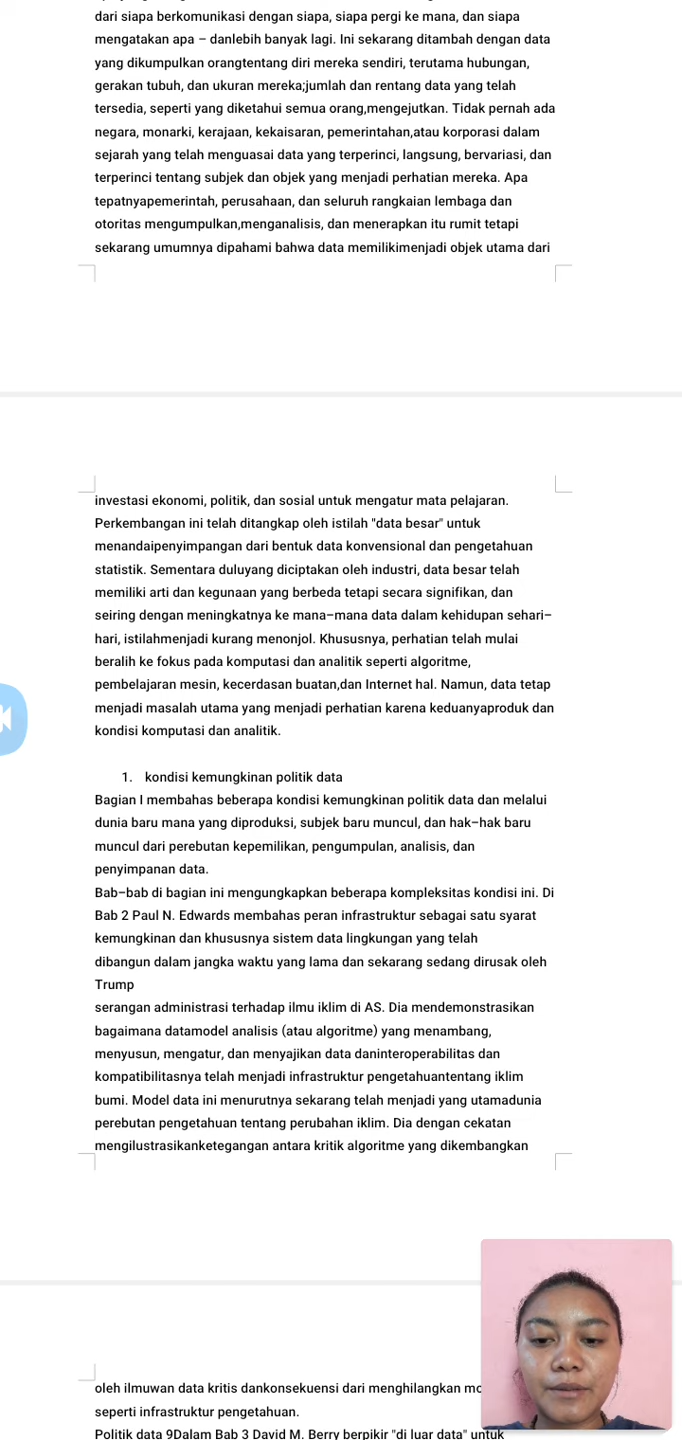 dari siapa berkomunikasi dengan siapa, siapa pergi ke mana, dan siapa
mengatakan apa – danlebih banyak lagi. Ini sekarang ditambah dengan data
yang dikumpulkan orangtentang diri mereka sendiri, terutama hubungan,
gerakan tubuh, dan ukuran mereka;jumlah dan rentang data yang telah
tersedia, seperti yang diketahui semua orang,mengejutkan. Tidak pernah ada
negara, monarki, kerajaan, kekaisaran, pemerintahan,atau korporasi dalam
sejarah yang telah menguasai data yang terperinci, langsung, bervariasi, dan
terperinci tentang subjek dan objek yang menjadi perhatian mereka. Apa
tepatnyapemerintah, perusahaan, dan seluruh rangkaian lembaga dan
otoritas mengumpulkan,menganalisis, dan menerapkan itu rumit tetapi
sekarang umumnya dipahami bahwa data memilikimenjadi objek utama dari
investasi ekonomi, politik, dan sosial untuk mengatur mata pelajaran.
Perkembangan ini telah ditangkap oleh istilah "data besar" untuk
menandaipenyimpangan dari bentuk data konvensional dan pengetahuan
statistik. Sementara duluyang diciptakan oleh industri, data besar telah
memiliki arti dan kegunaan yang berbeda tetapi secara signifikan, dan
seiring dengan meningkatnya ke mana–mana data dalam kehidupan sehari–
hari, istilahmenjadi kurang menonjol. Khususnya, perhatian telah mulai
beralih ke fokus pada komputasi dan analitik seperti algoritme,
pembelajaran mesin, kecerdasan buatan,dan Internet hal. Namun, data tetap
menjadi masalah utama yang menjadi perhatian karena keduanyaproduk dan
kondisi komputasi dan analitik.
1. kondisi kemungkinan politik data
Bagian I membahas beberapa kondisi kemungkinan politik data dan melalui
dunia baru mana yang diproduksi, subjek baru muncul, dan hak–hak baru
muncul dari perebutan kepemilikan, pengumpulan, analisis, dan
penyimpanan data.
Bab–bab di bagian ini mengungkapkan beberapa kompleksitas kondisi ini. Di
Bab 2 Paul N. Edwards membahas peran infrastruktur sebagai satu syarat
kemungkinan dan khususnya sistem data lingkungan yang telah
dibangun dalam jangka waktu yang lama dan sekarang sedang dirusak oleh
Trump
serangan administrasi terhadap ilmu iklim di AS. Dia mendemonstrasikan
bagaimana datamodel analisis (atau algoritme) yang menambang,
menyusun, mengatur, dan menyajikan data daninteroperabilitas dan
kompatibilitasnya telah menjadi infrastruktur pengetahuantentang iklim
bumi. Model data ini menurutnya sekarang telah menjadi yang utamadunia
perebutan pengetahuan tentang perubahan iklim. Dia dengan cekatan
mengilustrasikanketegangan antara kritik algoritme yang dikembangkan
oleh ilmuwan data kritis dankonsekuensi dari menghilangkan
seperti infrastruktur pengetahuan.
Politik data 9Dalam Bab 3 David M. Berry berpikir "di luar data" untuk